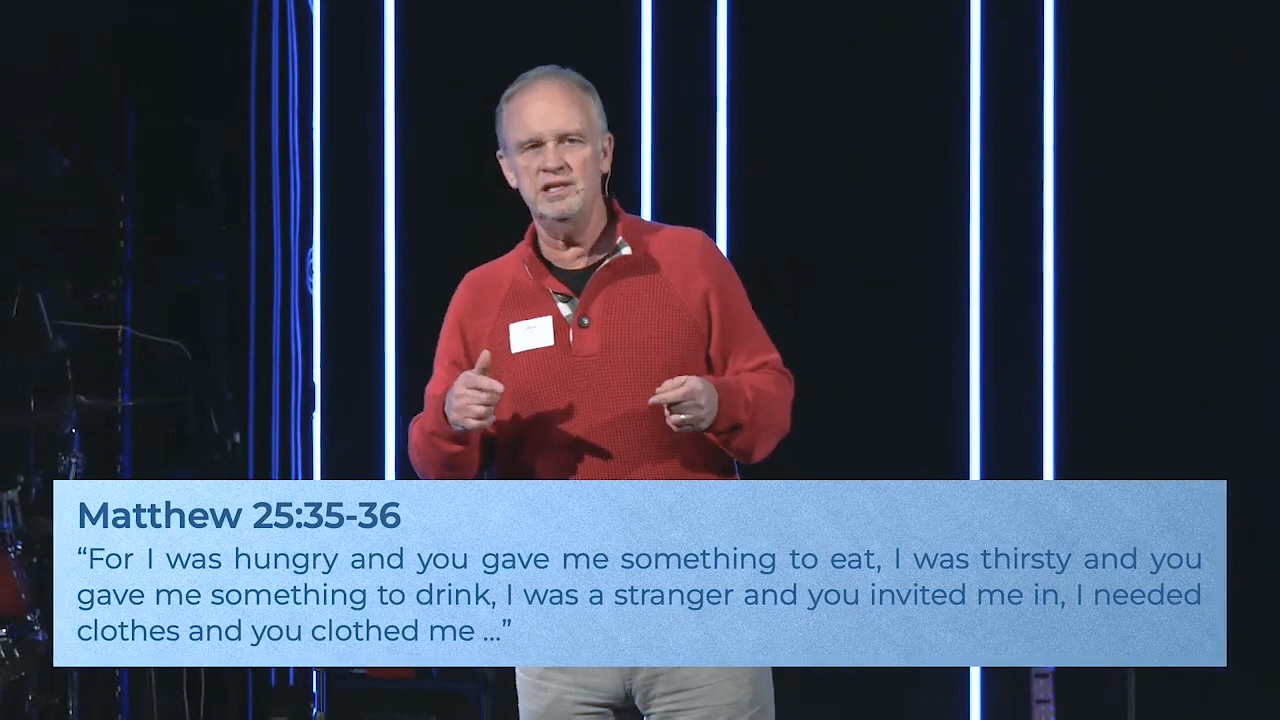 Matthew 25:35-36
“For I was hungry and you gave me something to eat, I was thirsty and you
gave me something to drink, I was a stranger and you invited me in, I needed
clothes and you clothed me ...”